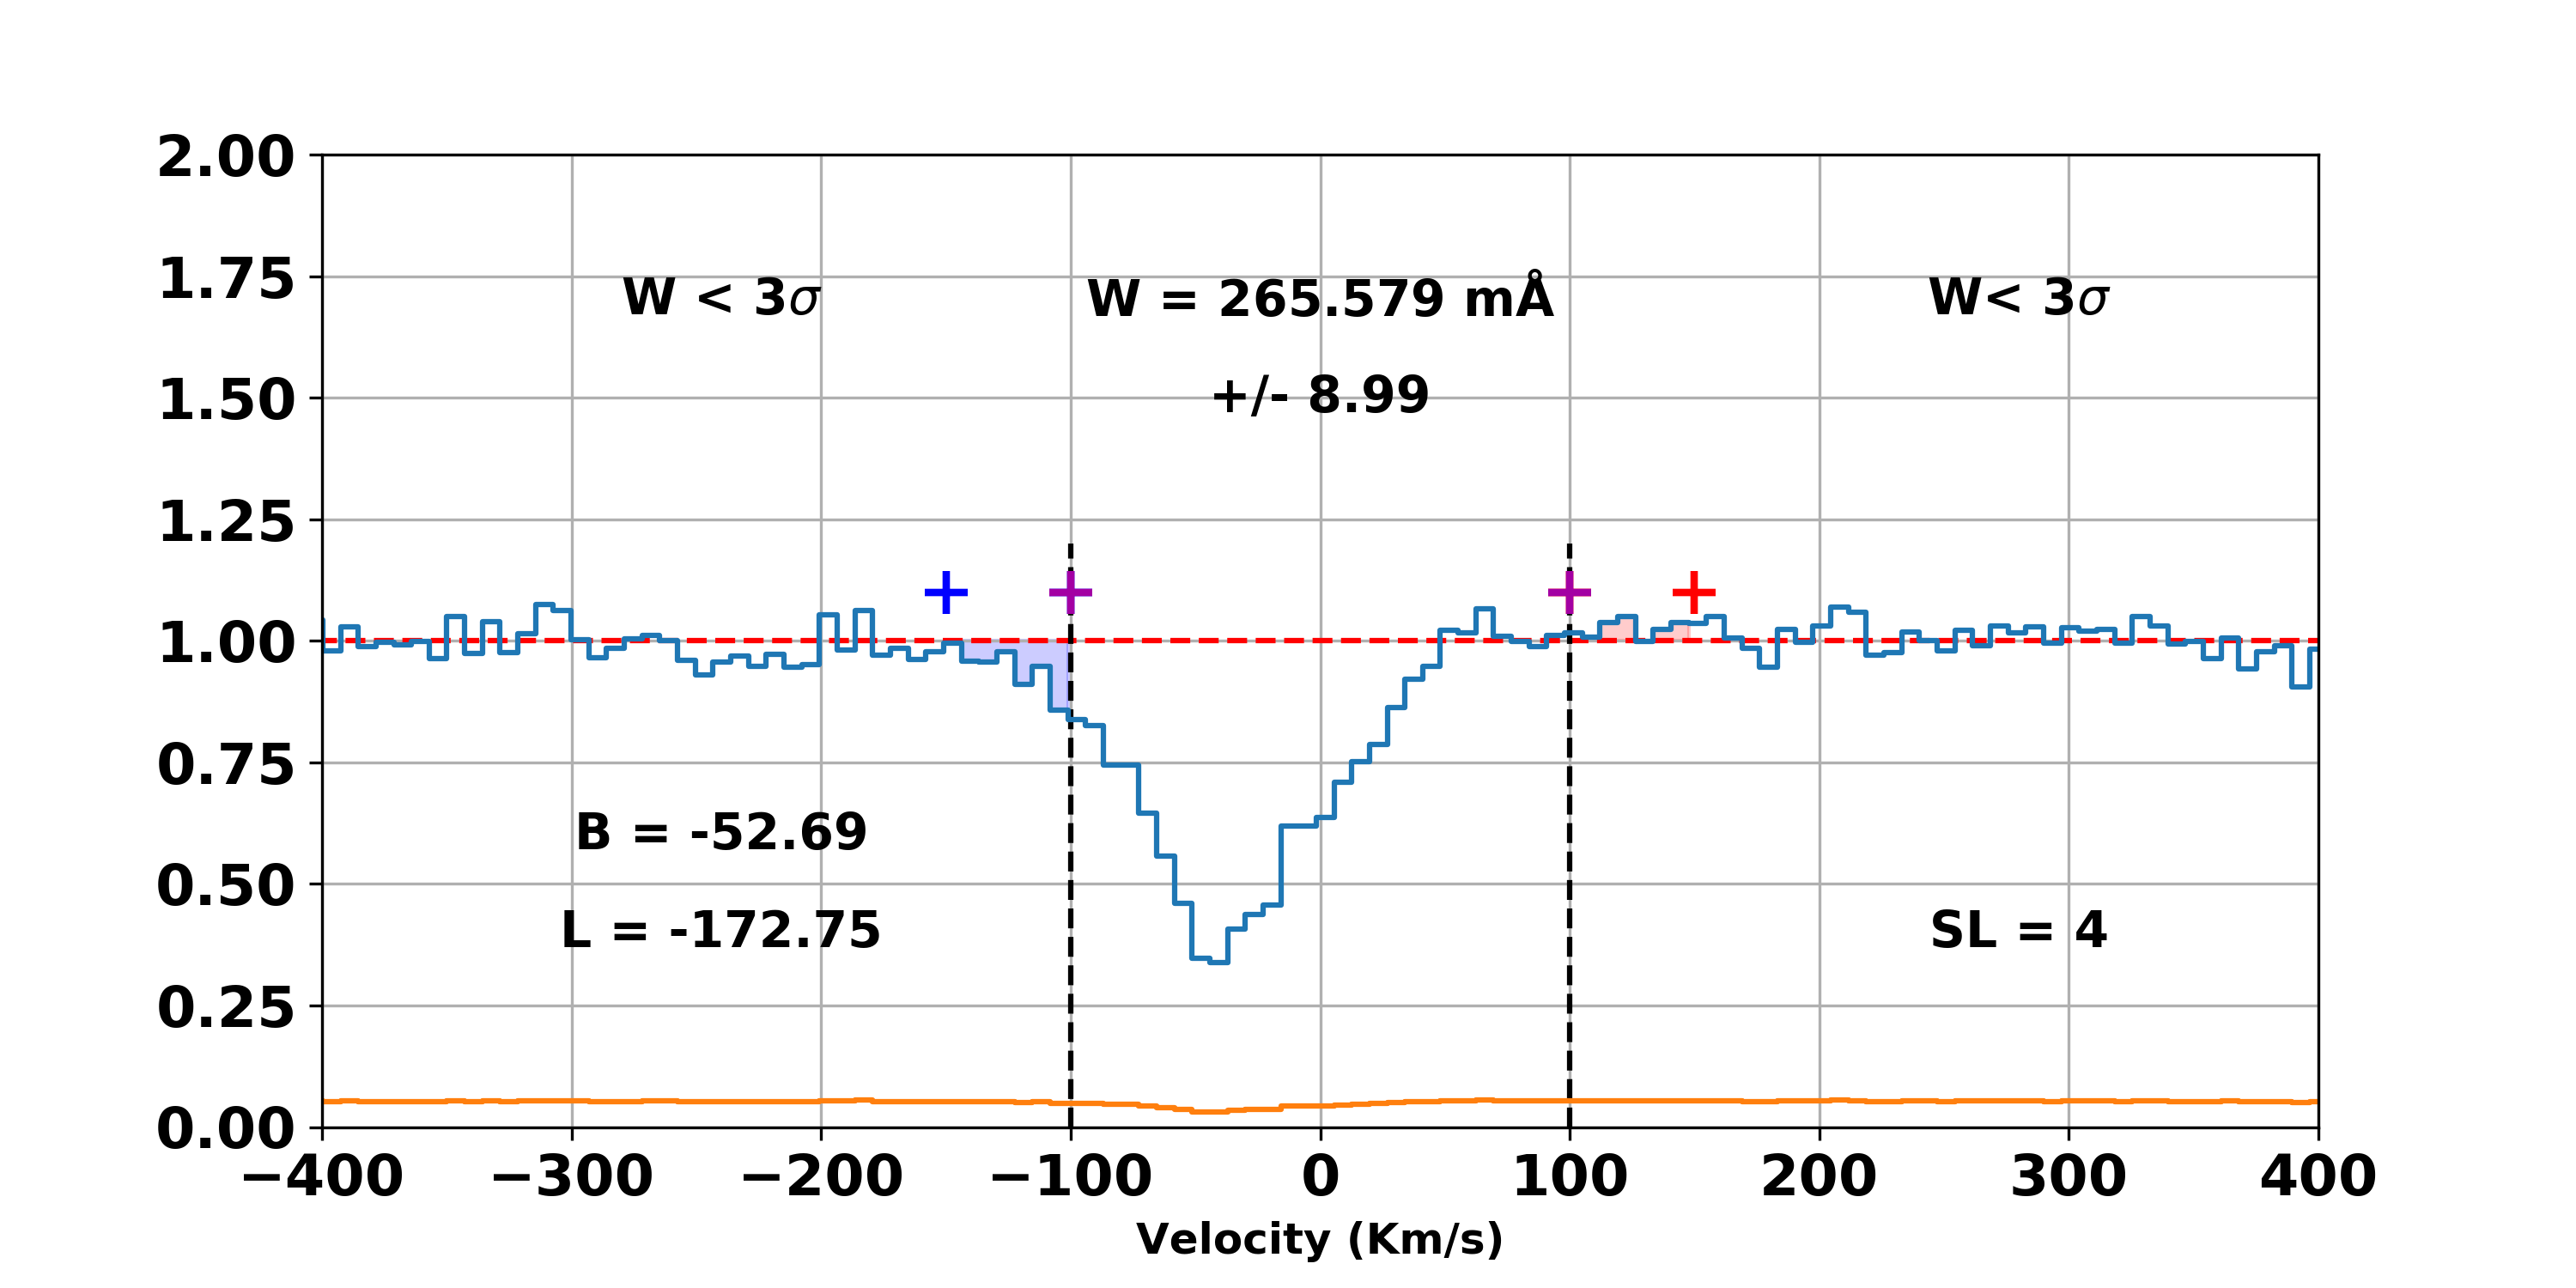 2.00
1.75
W < 3σ
W = 265.579 mÅ
W< 3σ
1.50
+/- 8.99
1.25
1.00
0.75
B = -52.69
0.50
L = -172.75
SL = 4
0.25
0.00
−400 −300 −200 −100 0 100 200 300 400
Velocity (Km/s)